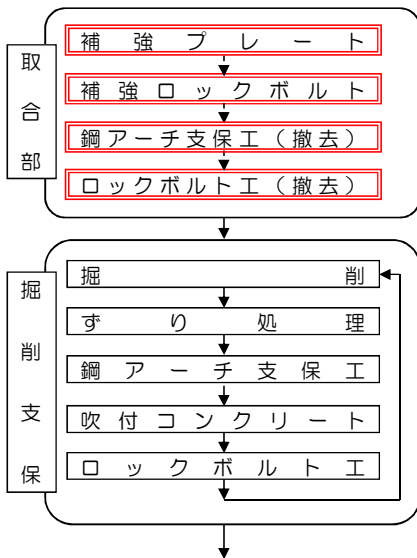 取合部
補強プレート
補強ロックボルト
鋼アーチ支保工（撤去）
ロックボルト工（撤去）
掘削支保
掘削
ずり処理
鋼アーチ支保工
吹付コンクリート
ロックボルト工